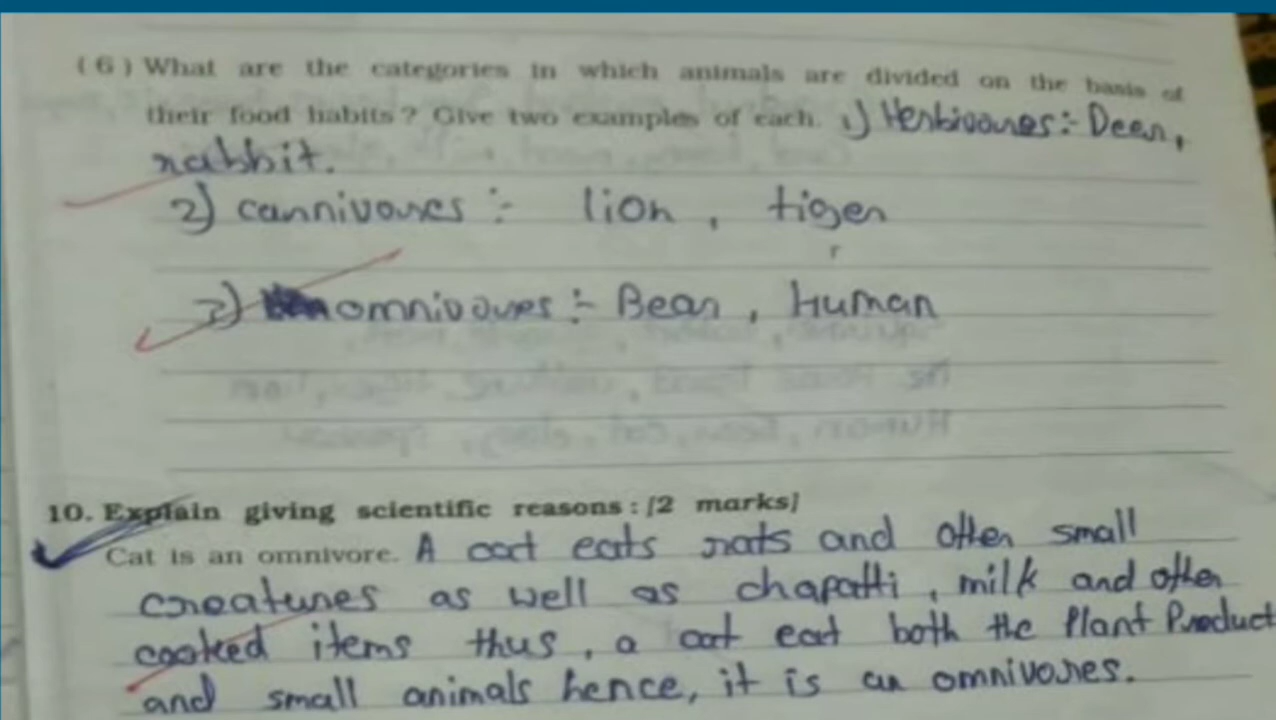 (6) What are the categories in which animals are divided on the basis of
their food habits? Give two examples of each. 1) Herbivores:- Deer,
rabbit.
2) carnivores :- lion, tiger
3) omnivores :- Bear, Human
10. Explain giving scientific reasons : [2 marks]
Cat is an omnivore. A cat eats rats and other small
creatures as well as chapatti, milk and other
cooked items thus, a cat eat both the Plant Product
and small animals hence, it is an omnivores.